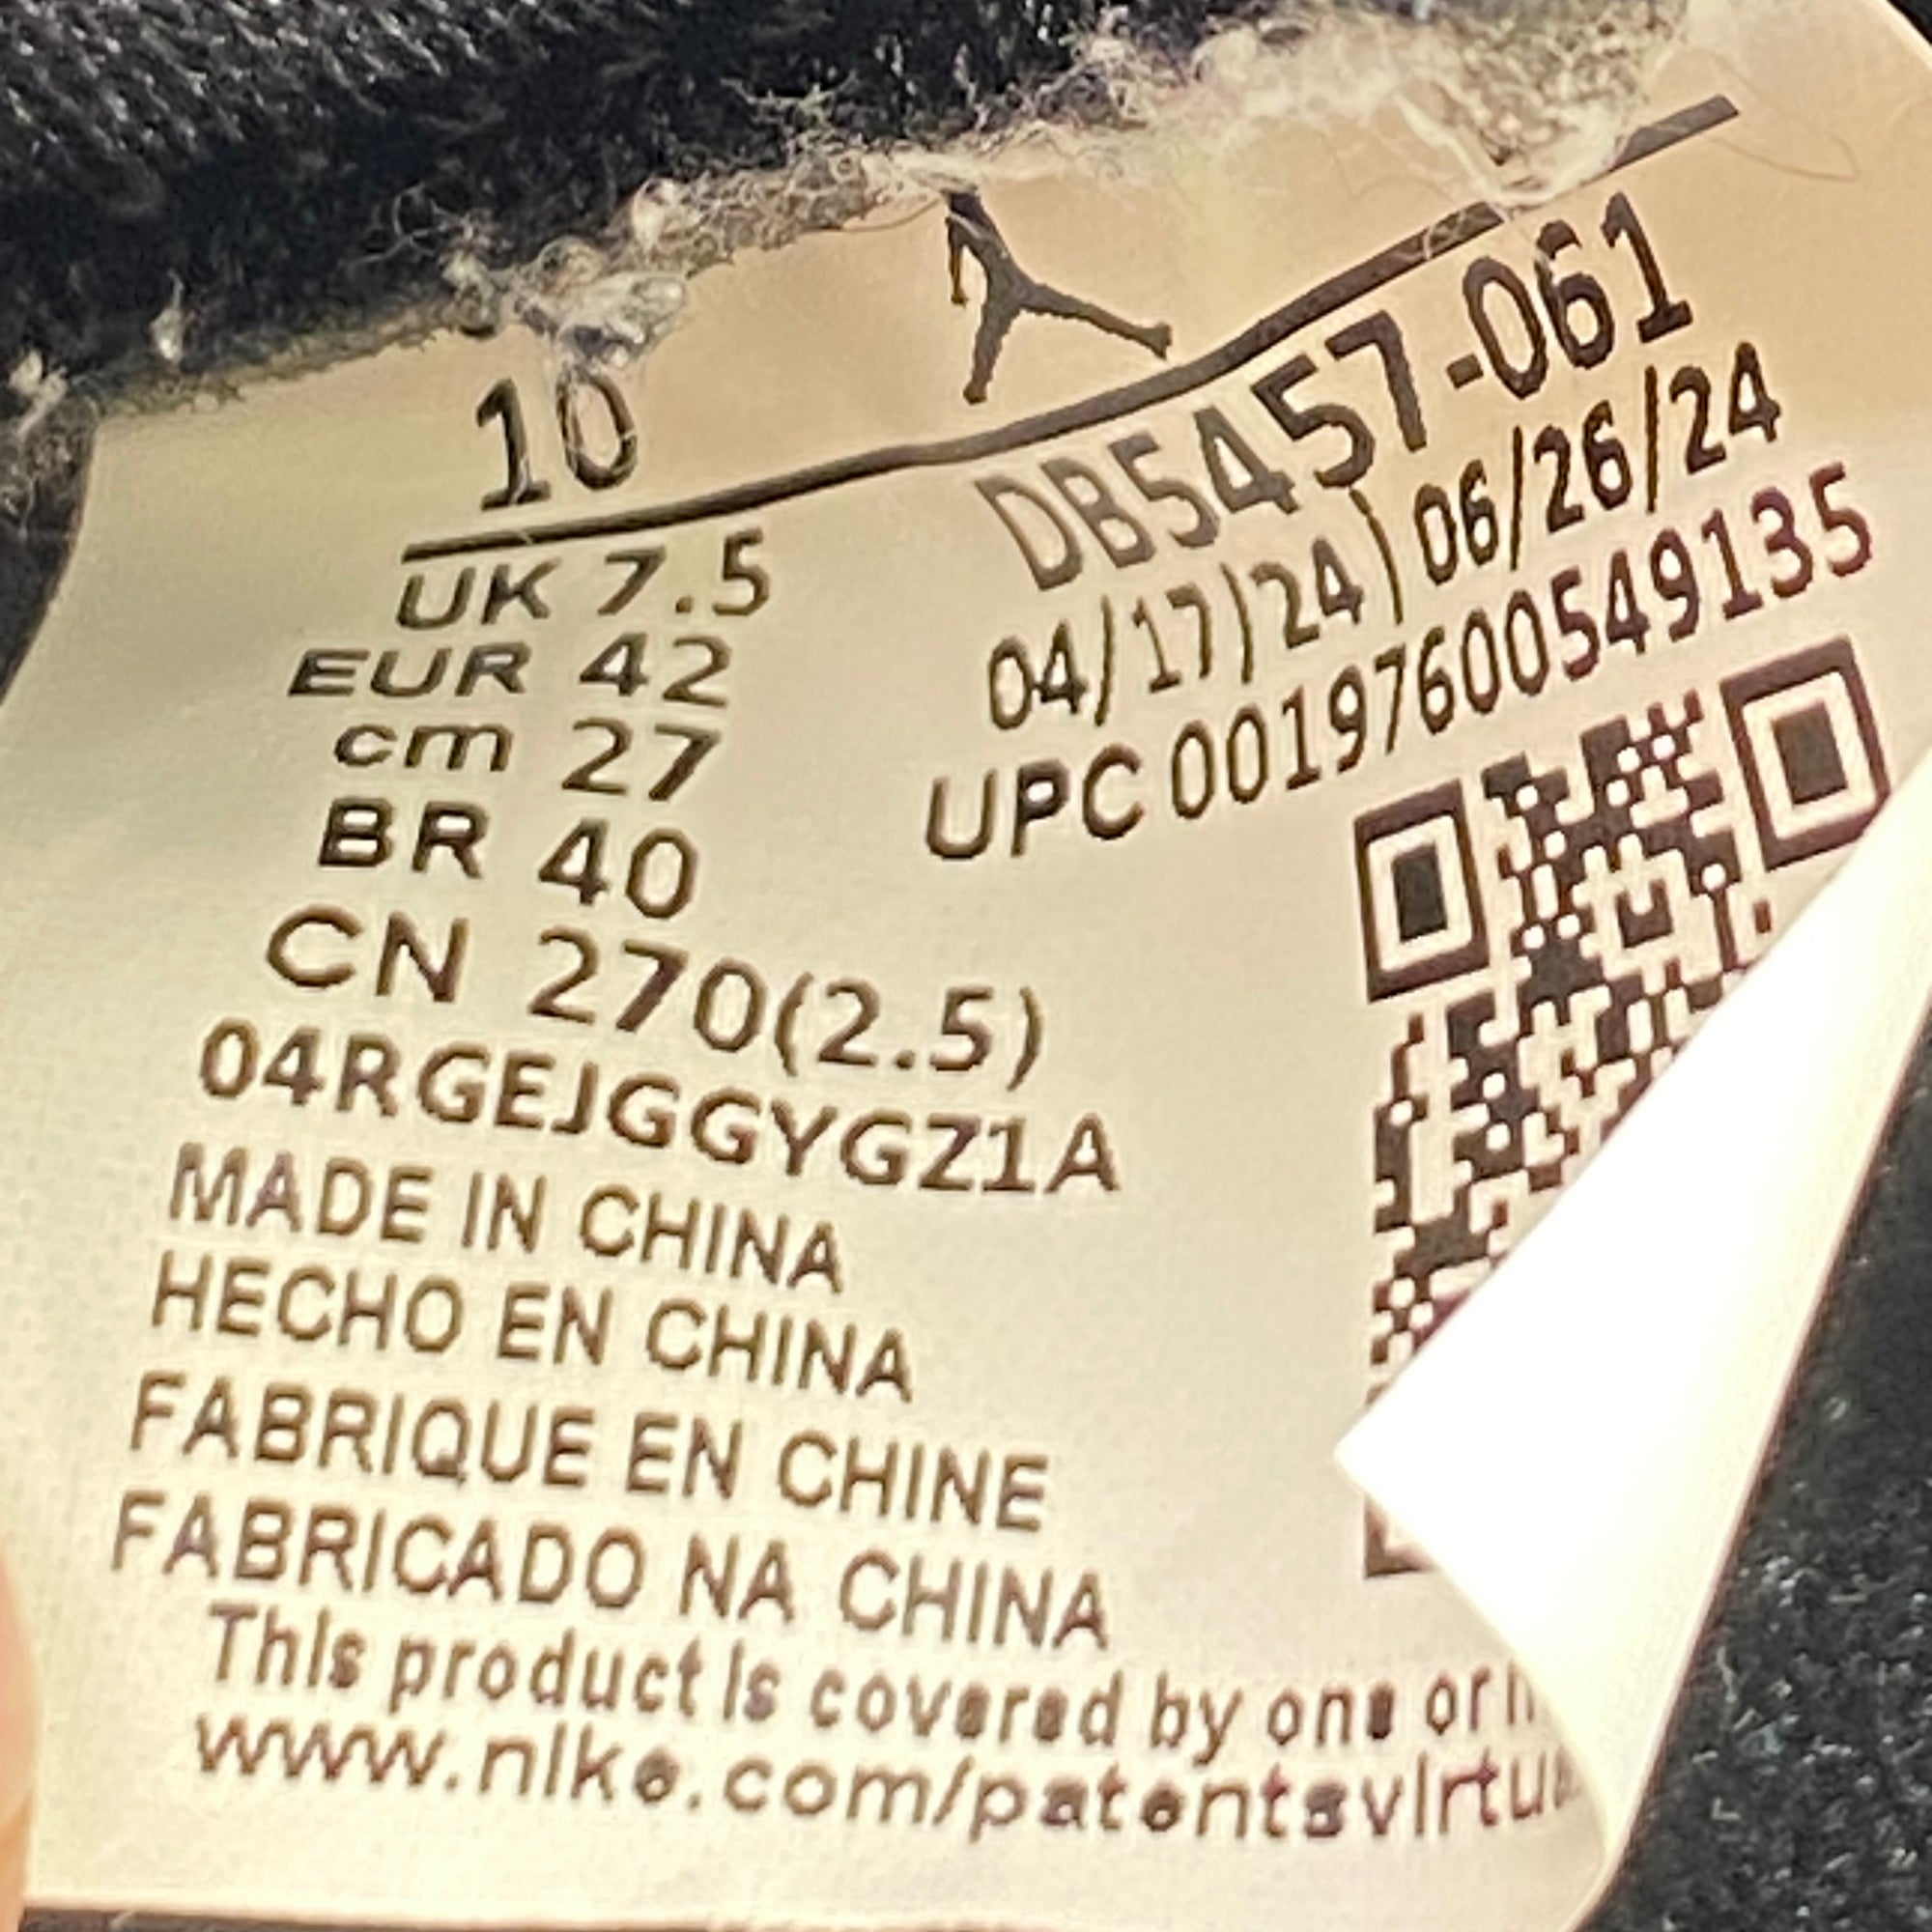 10
DB5457-061
04/17/24 06/26/24
UPC 00197600549135
UK 7.5
EUR 42
cm 27
BR 40
CN 270(2.5)
04RGEJGGYGZ1A
MADE IN CHINA
HECHO EN CHINA
FABRIQUE EN CHINE
FABRICADO NA CHINA
This product is covered by one or
www.nike.com/patentsvirtu